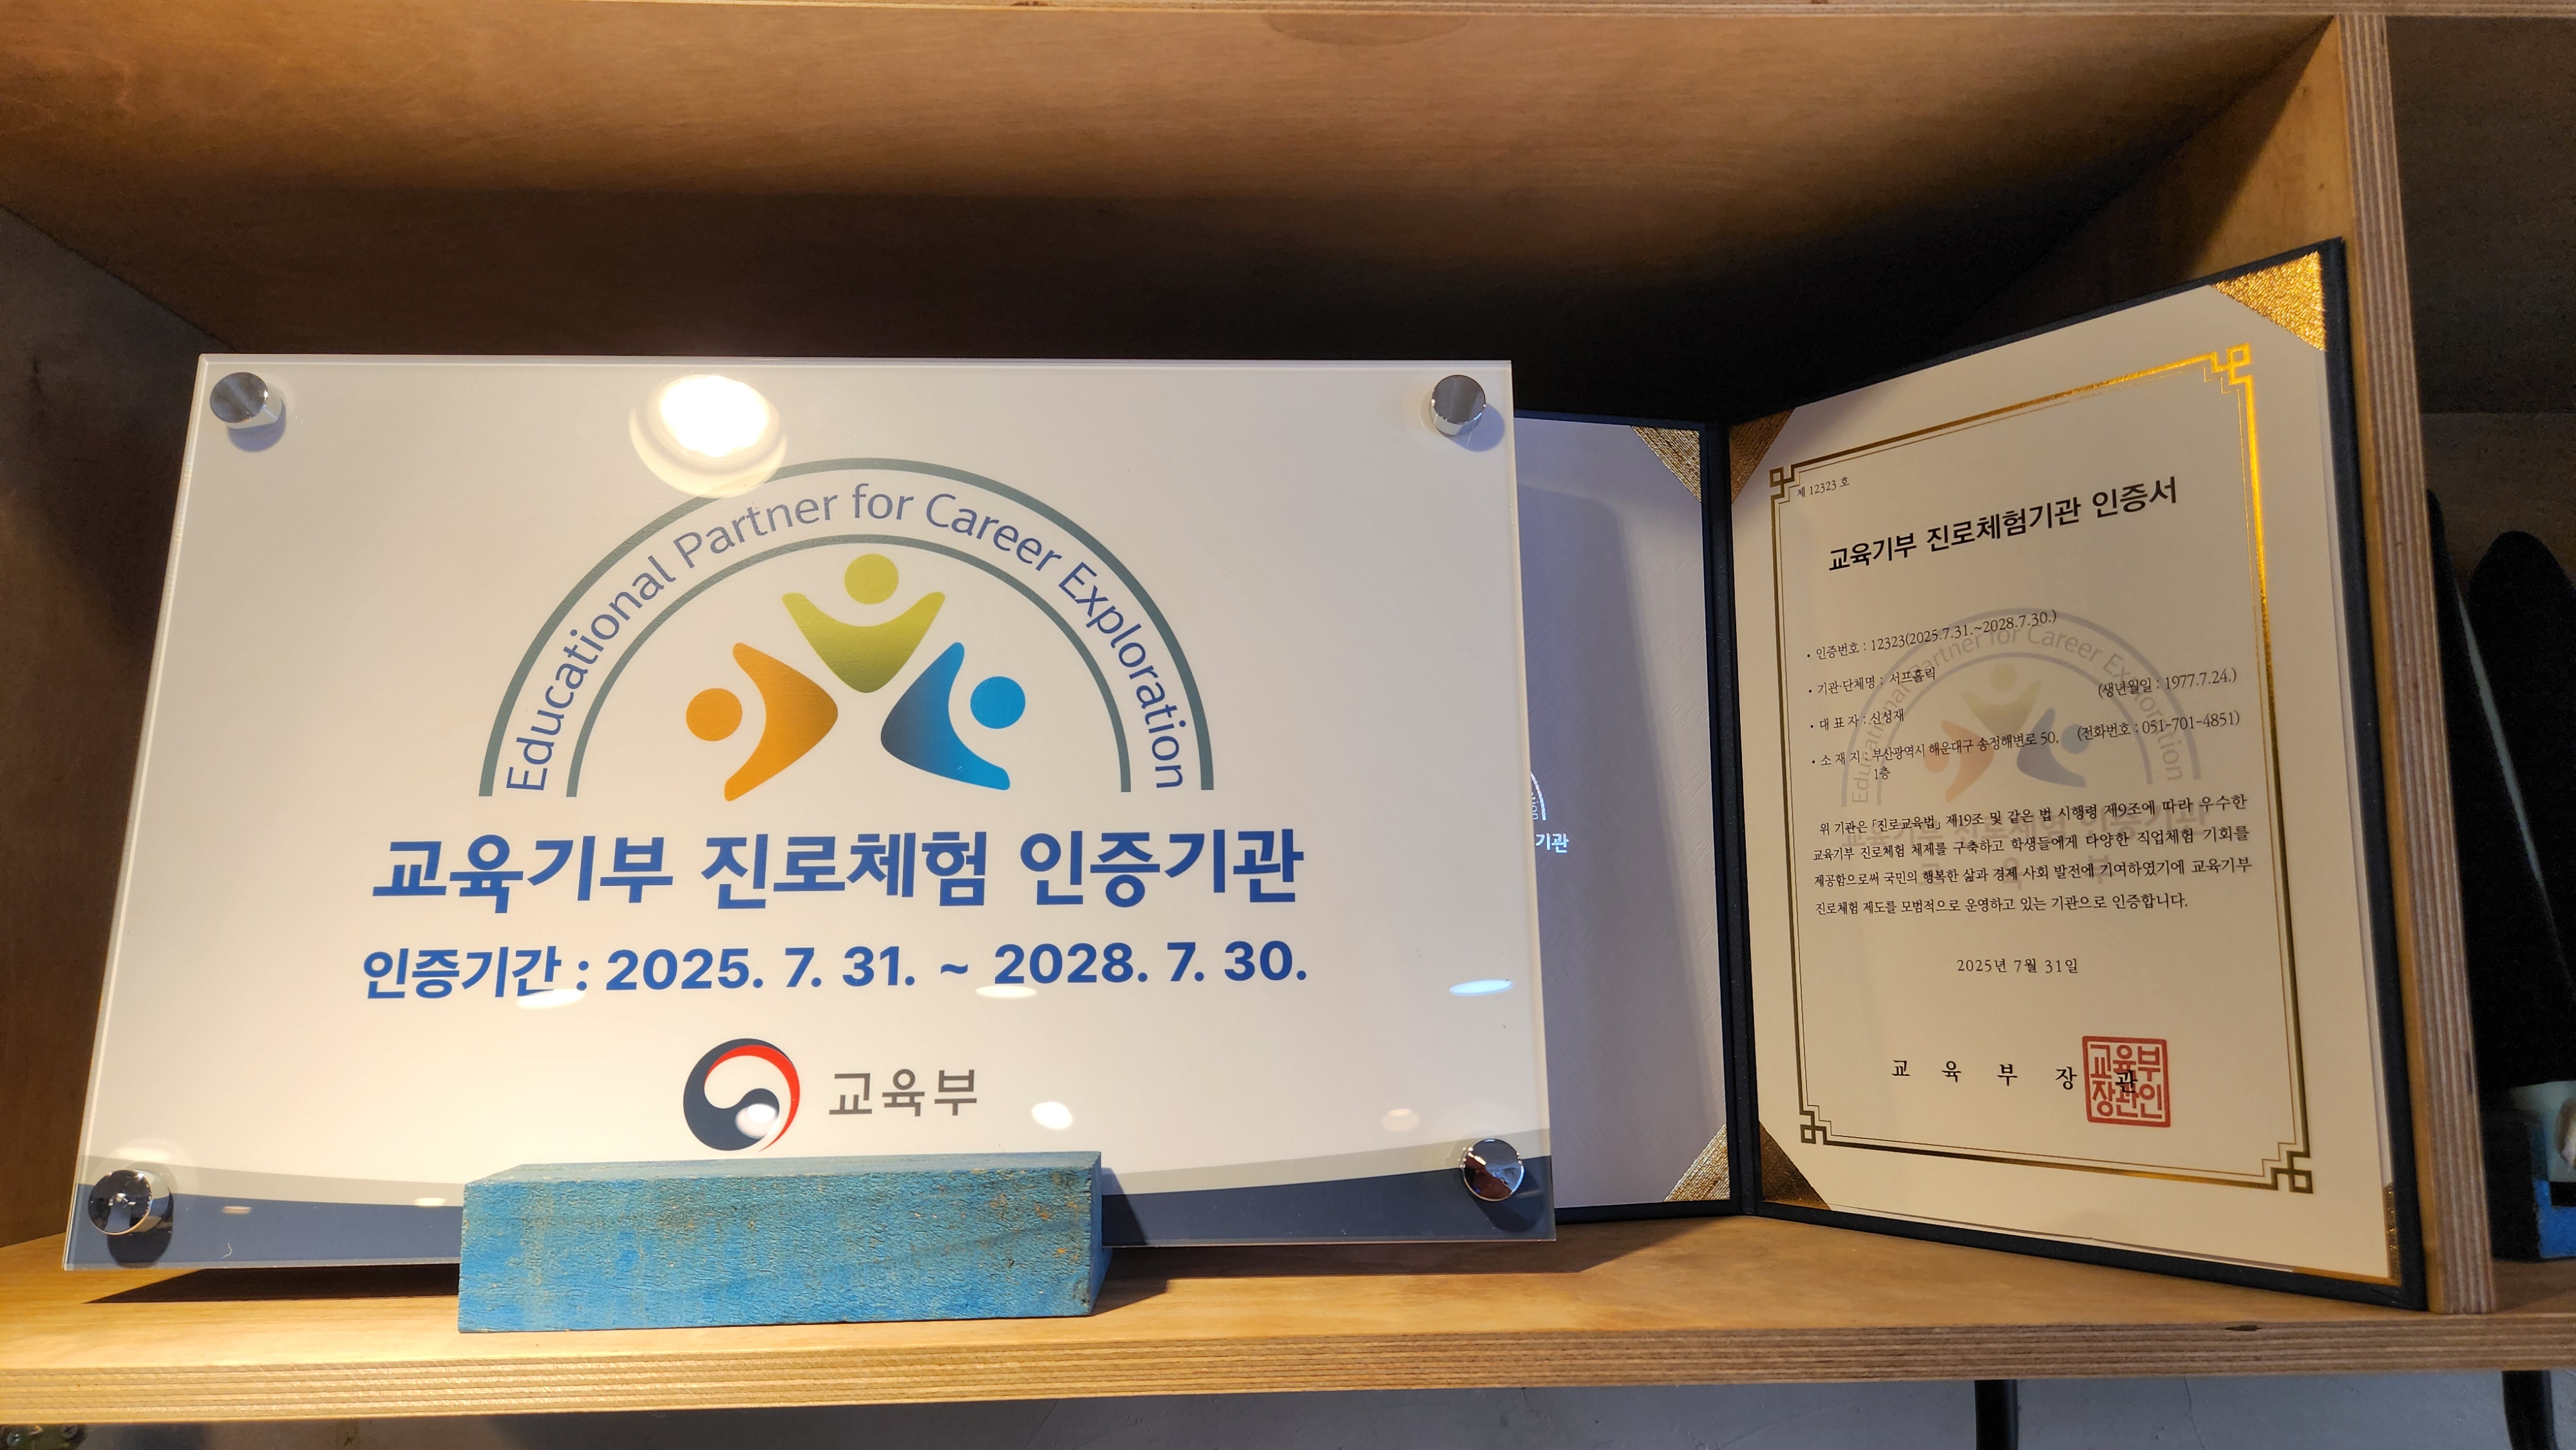 Educational Partner for Career Exploration
교육기부 진로체험 인증기관
인증기간 : 2025. 7. 31. ~ 2028. 7. 30.
교육부
기관
제 12323 호
교육기부 진로체험기관 인증서
• 인증번호 : 12323(2025.7.31.~2028.7.30.)
• 기관·단체명 : 서프홀릭
(생년월일 : 1977.7.24.)
• 대 표 자 : 신성재
(전화번호 : 051-701-4851)
• 소 재 지 : 부산광역시 해운대구 송정해변로 50,
1층
Educational Partner for Career Exploration
위 기관은 「진로교육법」 제19조 및 같은 법 시행령 제9조에 따라 우수한
교육기부 진로체험 체제를 구축하고 학생들에게 다양한 직업체험 기회를
제공함으로써 국민의 행복한 삶과 경제 사회 발전에 기여하였기에 교육기부
진로체험 제도를 모범적으로 운영하고 있는 기관으로 인증합니다.
2025년 7월 31일
교 육 부 장 관
교육부
장관인